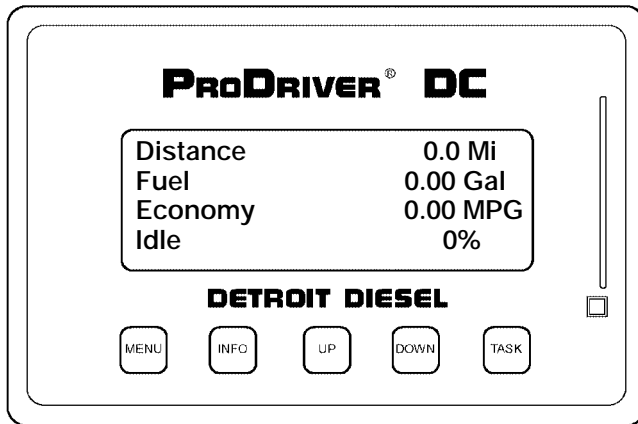 PRODRIVER® DC
Distance 0.0 Mi
Fuel 0.00 Gal
Economy 0.00 MPG
Idle 0%
DETROIT DIESEL
MENU INFO UP DOWN TASK